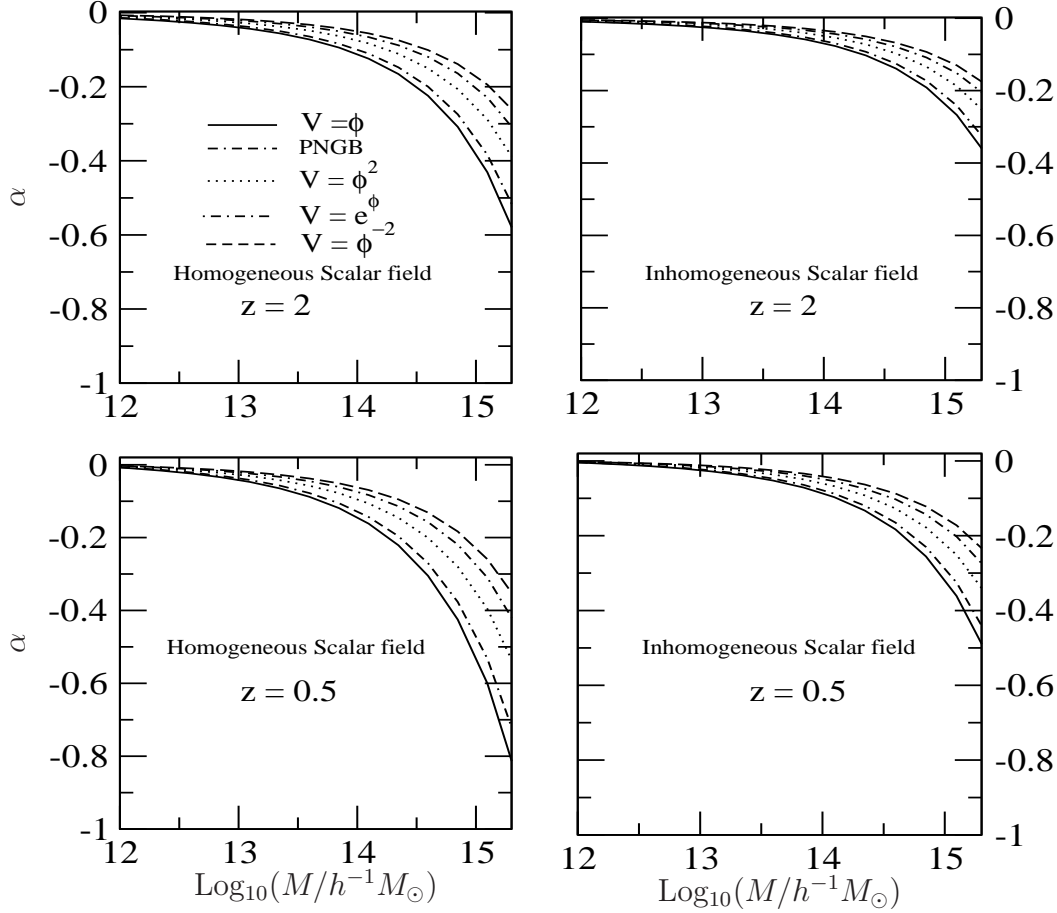 0
-0.2
-0.4
-0.6
-0.8
-1
α
V = ϕ
PNGB
V = ϕ²
V = e^ϕ
V = ϕ⁻²
Homogeneous Scalar field
z = 2
12 13 14 15
0
-0.2
-0.4
-0.6
-0.8
-1
Inhomogeneous Scalar field
z = 2
12 13 14 15
0
-0.2
-0.4
-0.6
-0.8
-1
α
Homogeneous Scalar field
z = 0.5
12 13 14 15
Log₁₀(M/h⁻¹M⊙)
0
-0.2
-0.4
-0.6
-0.8
-1
Inhomogeneous Scalar field
z = 0.5
12 13 14 15
Log₁₀(M/h⁻¹M⊙)